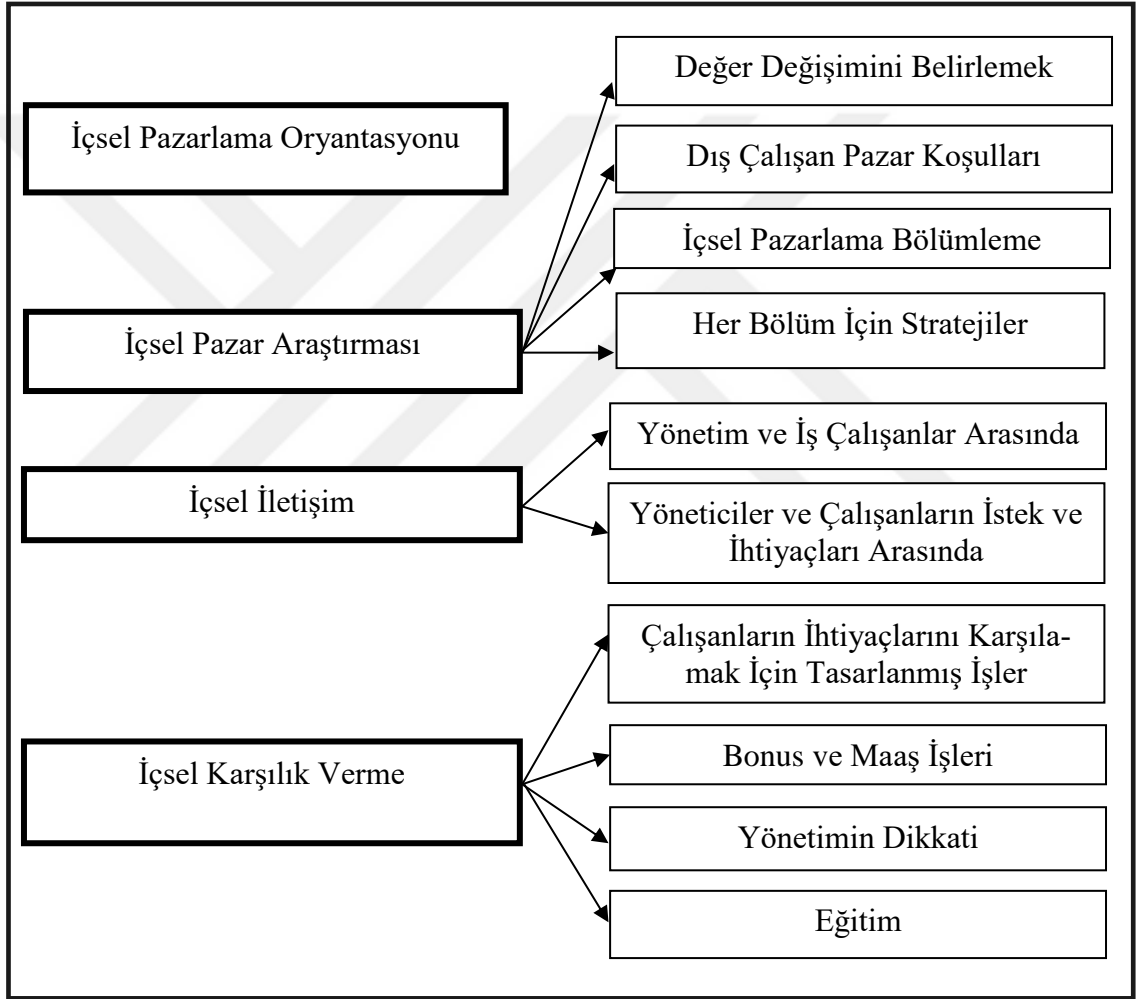 İçsel Pazarlama Oryantasyonu
Değer Değişimini Belirlemek
Dış Çalışan Pazar Koşulları
İçsel Pazarlama Bölümleme
İçsel Pazar Araştırması
Her Bölüm İçin Stratejiler
İçsel İletişim
Yönetim ve İş Çalışanlar Arasında
Yöneticiler ve Çalışanların İstek ve
İhtiyaçları Arasında
İçsel Karşılık Verme
Çalışanların İhtiyaçlarını Karşıla-
mak İçin Tasarlanmış İşler
Bonus ve Maaş İşleri
Yönetimin Dikkati
Eğitim